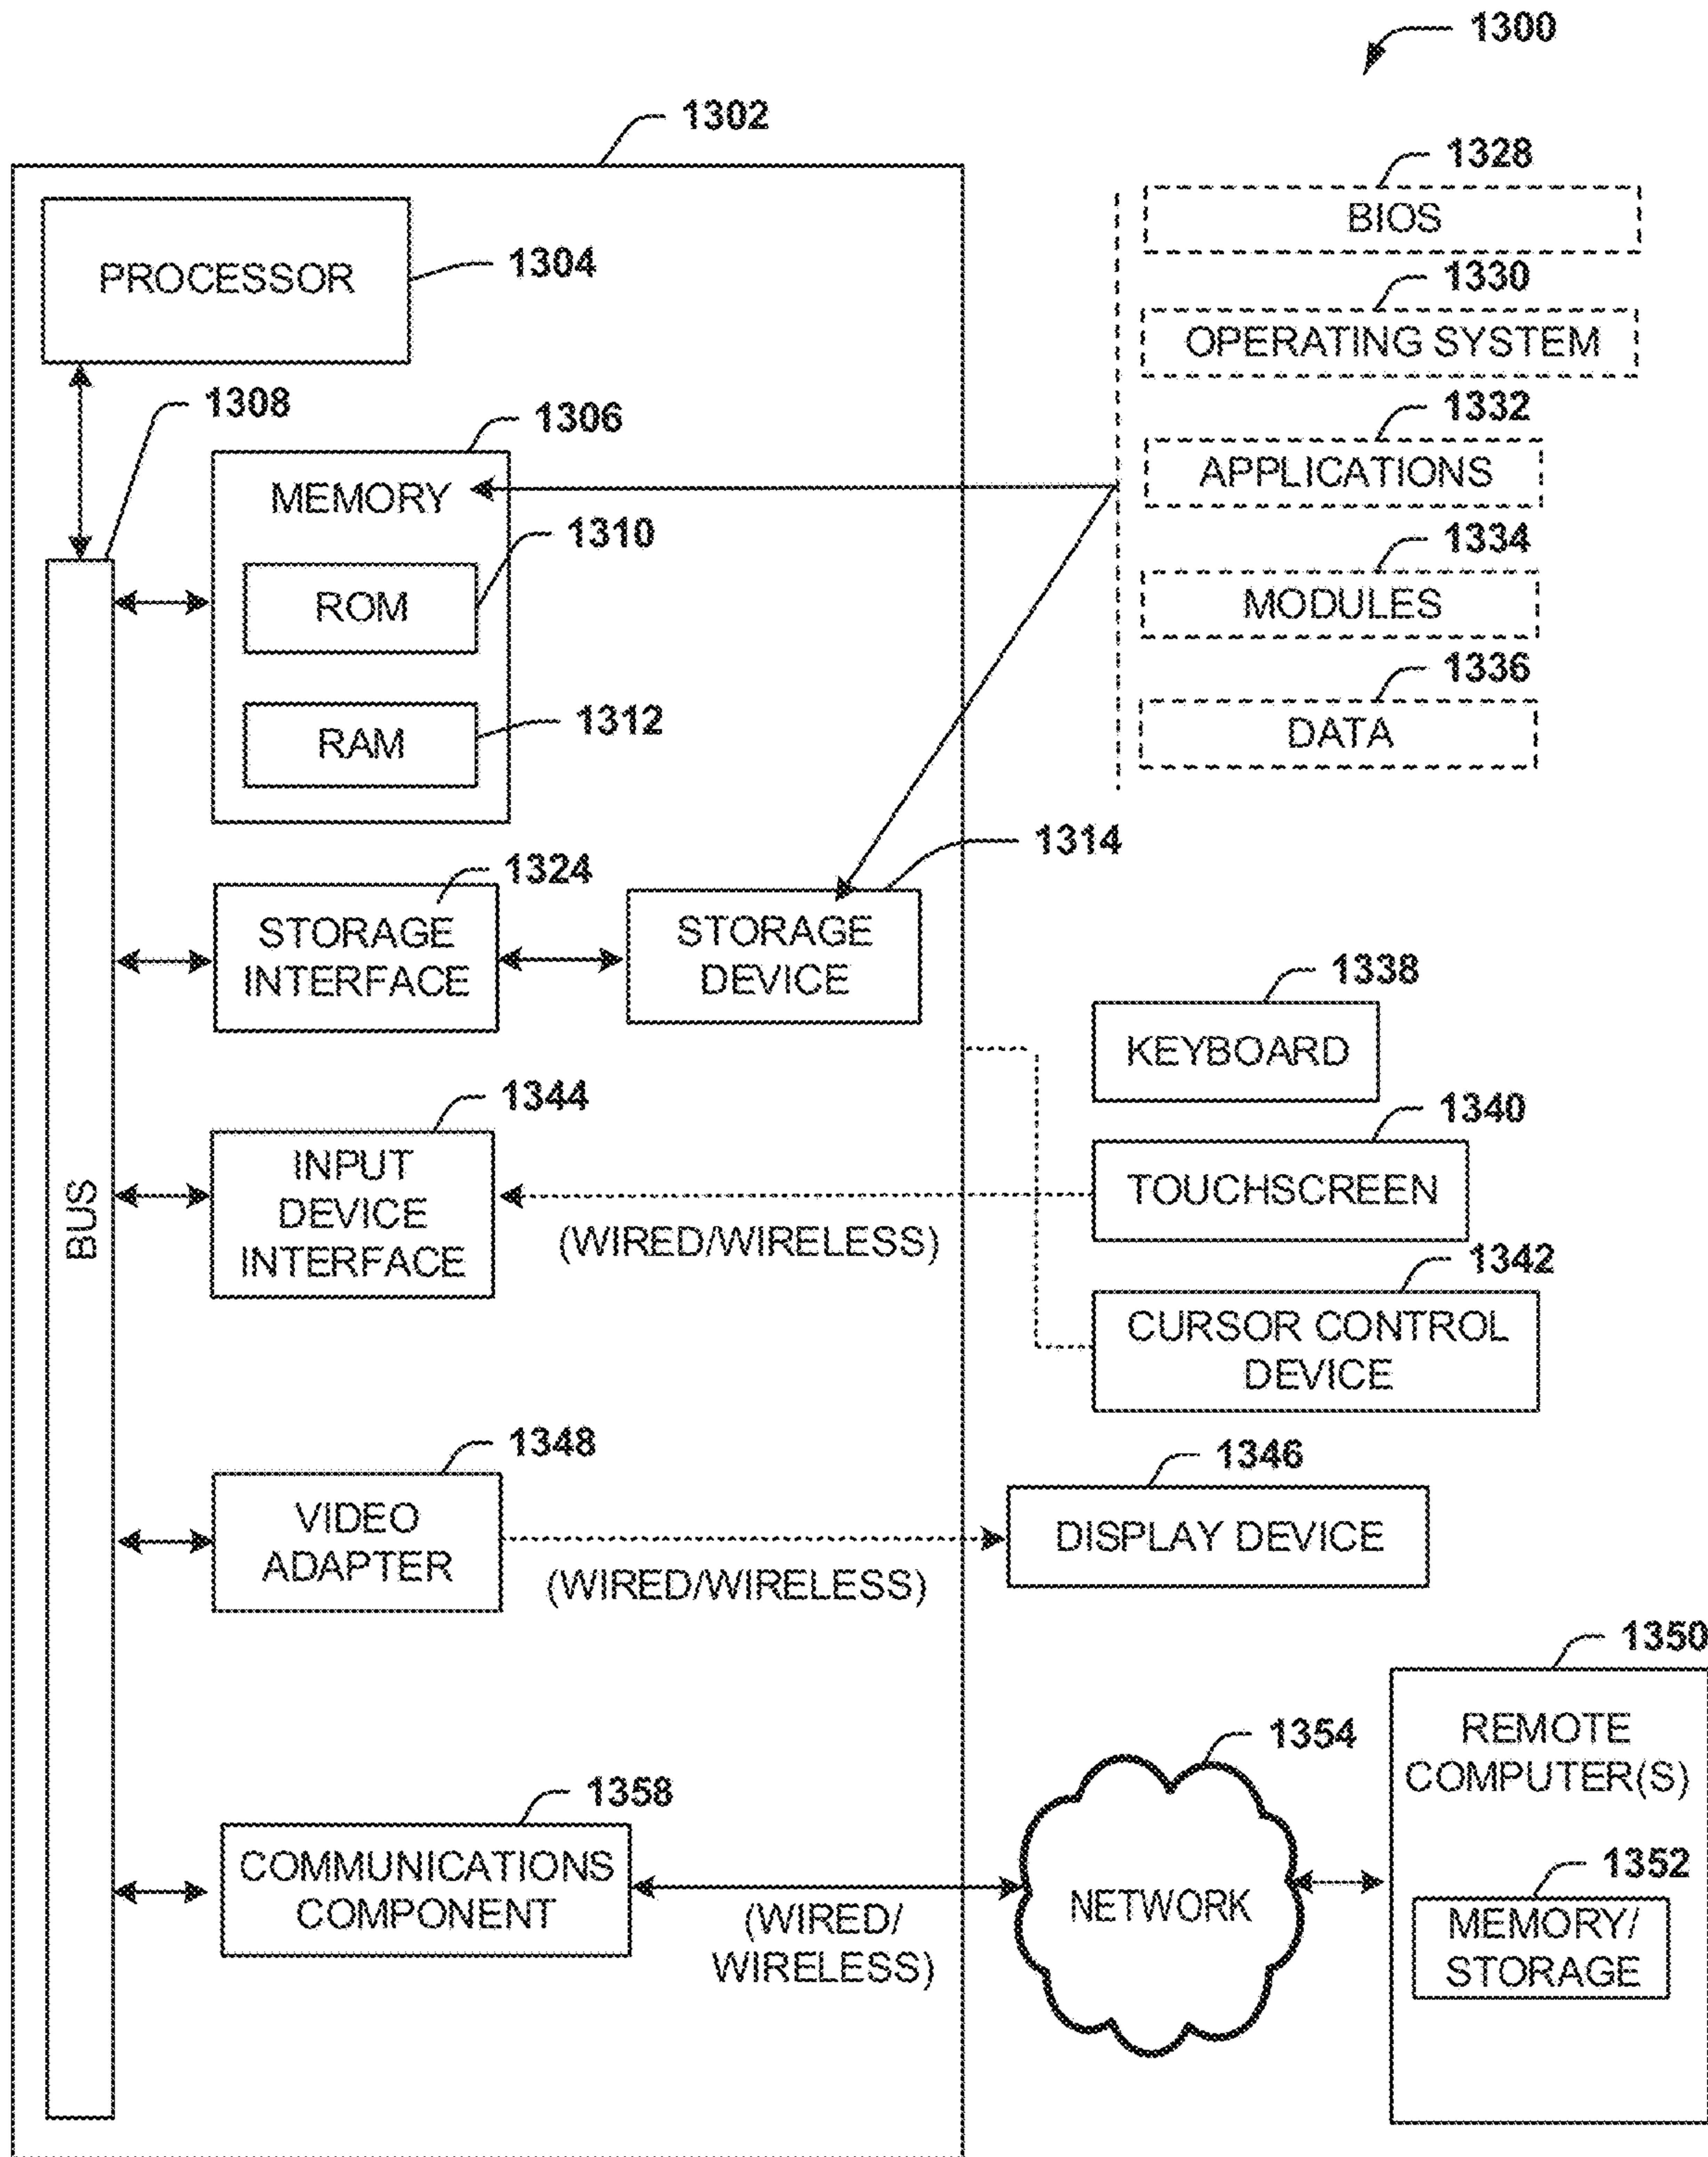 1300
1302
1328
BIOS
PROCESSOR
1304
1330
OPERATING SYSTEM
1308
1306
1332
APPLICATIONS
MEMORY
1310
ROM
1334
MODULES
1312
RAM
1336
DATA
1314
1324
STORAGE
INTERFACE
STORAGE
DEVICE
1338
KEYBOARD
1344
INPUT
DEVICE
INTERFACE
BUS
(WIRED/WIRELESS)
1340
TOUCHSCREEN
1342
CURSOR CONTROL
DEVICE
1348
VIDEO
ADAPTER
(WIRED/WIRELESS)
1346
DISPLAY DEVICE
1350
REMOTE
COMPUTER(S)
1354
NETWORK
1358
COMMUNICATIONS
COMPONENT
(WIRED/
WIRELESS)
1352
MEMORY/
STORAGE